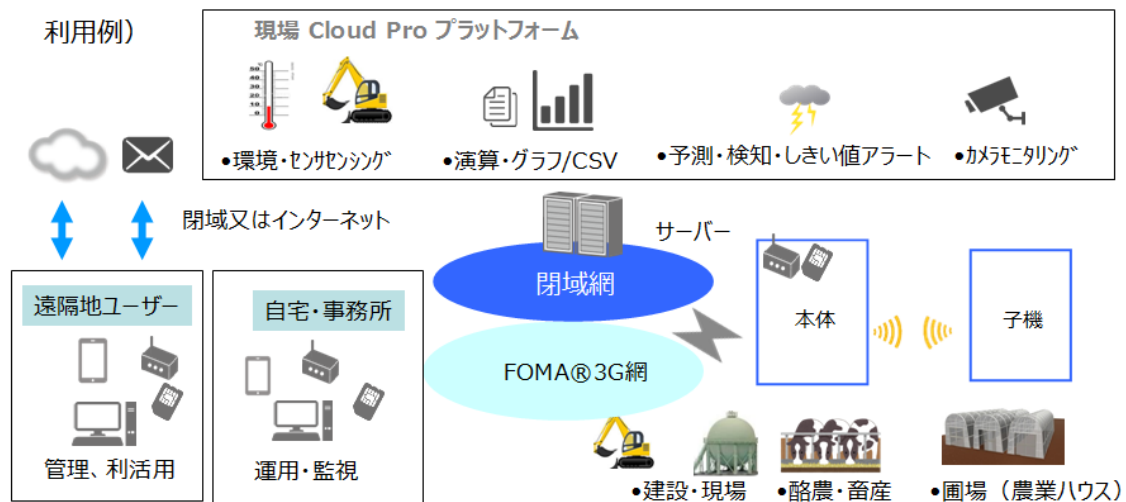 利用例）
現場 Cloud Pro プラットフォーム
℃
50
40
30
20
10
0
●環境・ｾﾝｻｾﾝｼﾝｸﾞ
●演算・グラフ/CSV
●予測・検知・しきい値アラート
●ｶﾒﾗﾓﾆﾀﾘﾝｸﾞ
閉域又はインターネット
サーバー
閉域網
FOMA®3G網
遠隔地ユーザー
管理、利活用
自宅・事務所
運用・監視
本体
子機
●建設・現場
●酪農・畜産
●圃場（農業ハウス）